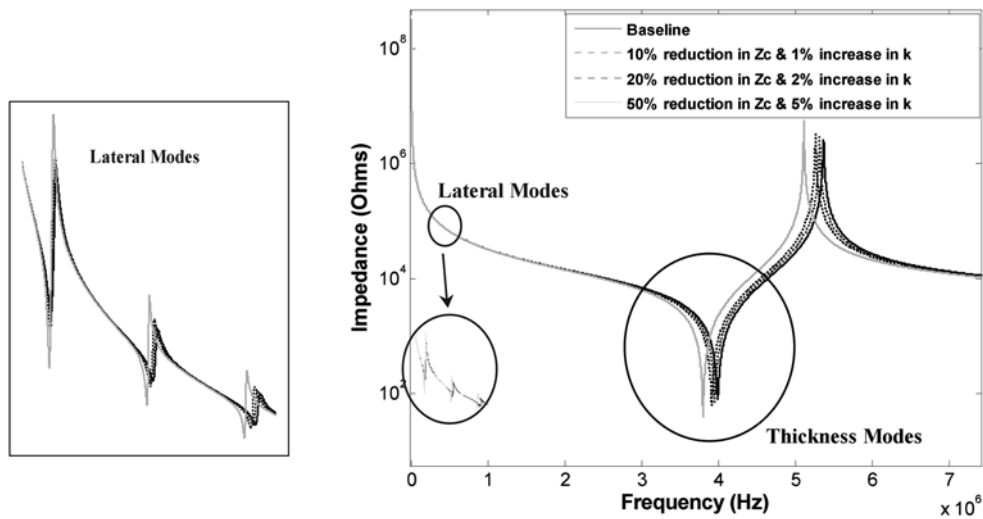 Lateral Modes
Baseline
10% reduction in Zc & 1% increase in k
20% reduction in Zc & 2% increase in k
50% reduction in Zc & 5% increase in k
Impedance (Ohms)
10^8
10^6
10^4
10^2
Lateral Modes
Thickness Modes
0 1 2 3 4 5 6 7
Frequency (Hz)
x 10^6